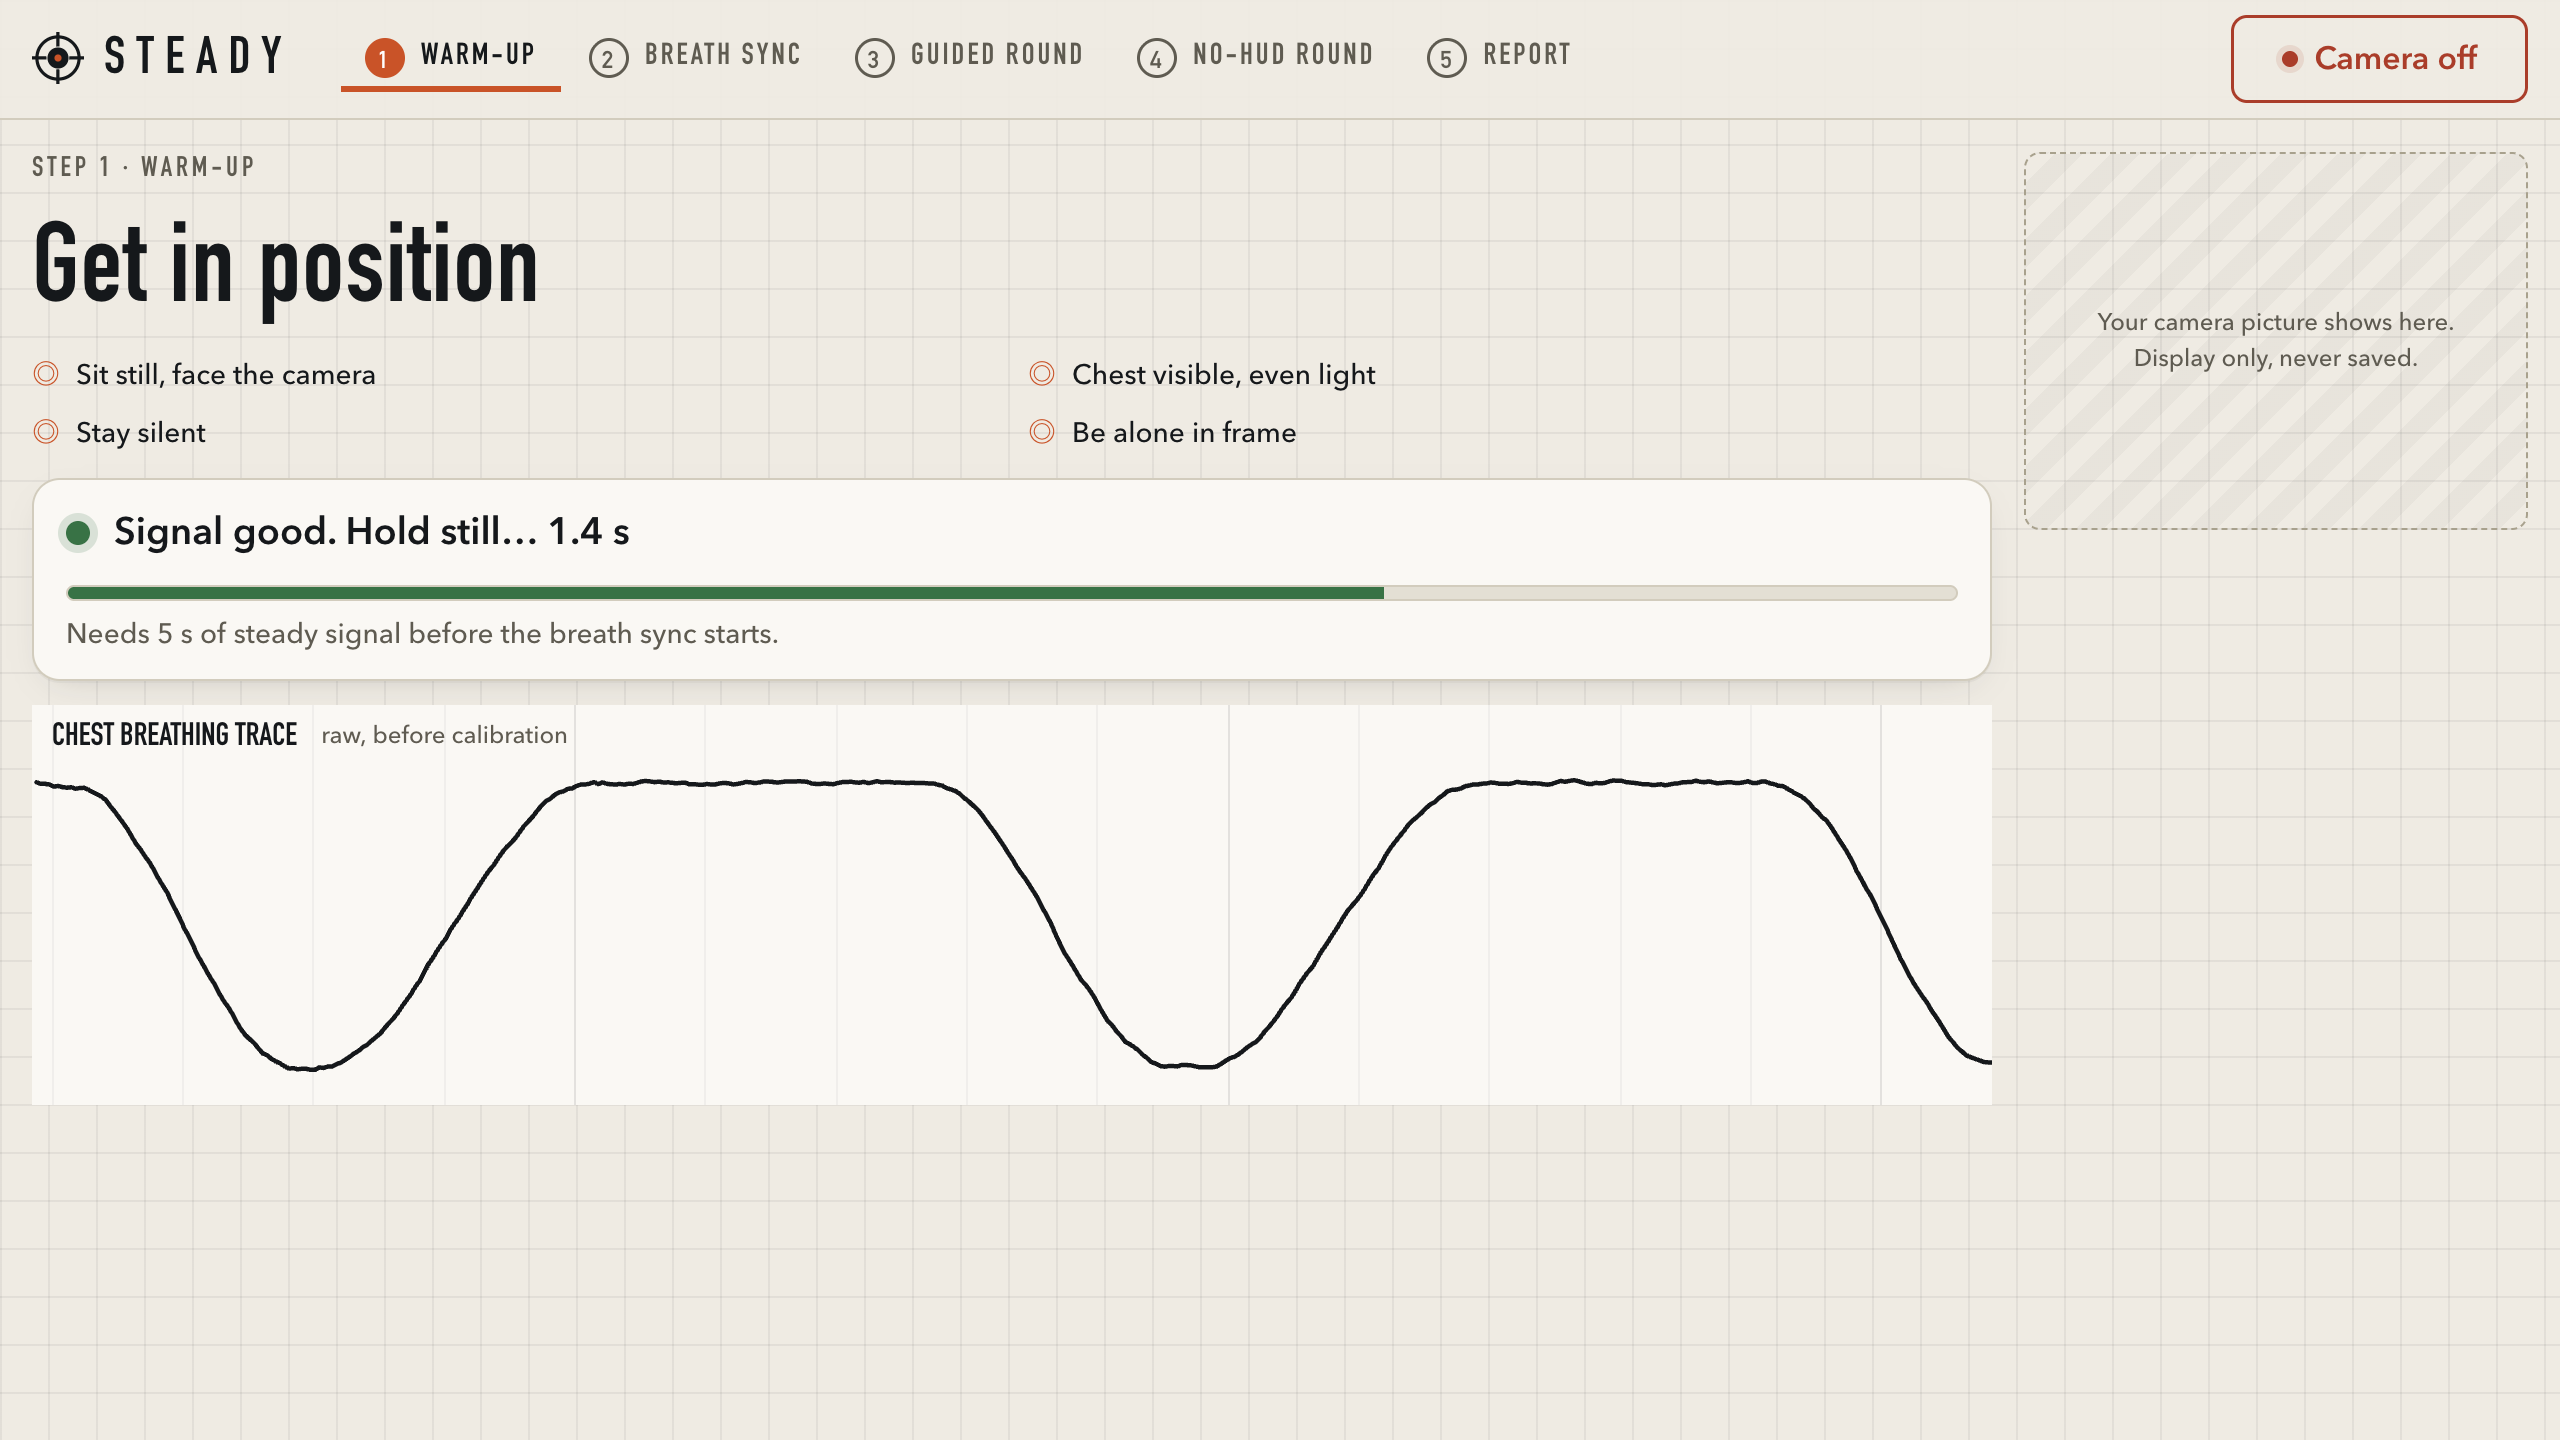 STEADY
1 WARM-UP
2 BREATH SYNC
3 GUIDED ROUND
4 NO-HUD ROUND
5 REPORT
Camera off
STEP 1 · WARM-UP
Get in position
Sit still, face the camera
Chest visible, even light
Stay silent
Be alone in frame
Your camera picture shows here.
Display only, never saved.
Signal good. Hold still… 1.4 s
Needs 5 s of steady signal before the breath sync starts.
CHEST BREATHING TRACE raw, before calibration